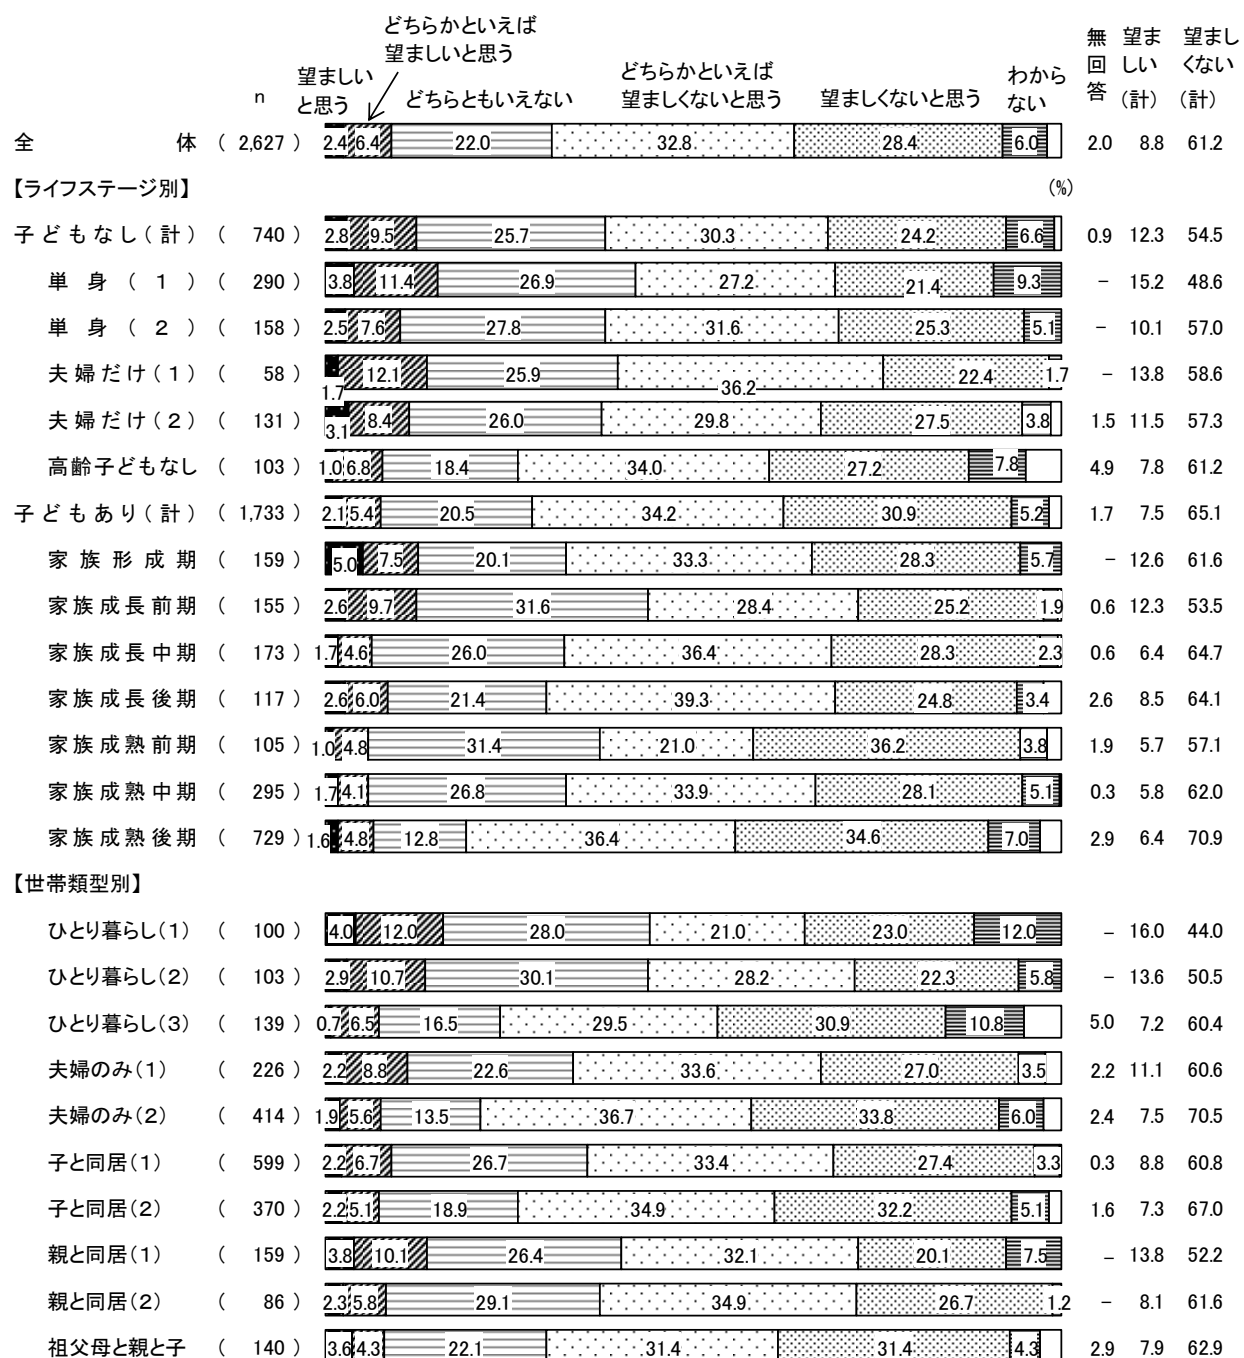 どちらかといえば
望ましいと思う
望ましい
と思う
どちらともいえない
どちらかといえば
望ましくないと思う
望ましくないと思う
わから
ない
無回答
望ましい(計)
望ましくない(計)
n
全体 ( 2,627 ) 2.4 6.4 22.0 32.8 28.4 6.0 2.0 8.8 61.2
【ライフステージ別】 (%)
子どもなし(計) ( 740 ) 2.8 9.5 25.7 30.3 24.2 6.6 0.9 12.3 54.5
単身(1) ( 290 ) 3.8 11.4 26.9 27.2 21.4 9.3 − 15.2 48.6
単身(2) ( 158 ) 2.5 7.6 27.8 31.6 25.3 5.1 − 10.1 57.0
夫婦だけ(1) ( 58 ) 1.7 12.1 25.9 36.2 22.4 1.7 − 13.8 58.6
夫婦だけ(2) ( 131 ) 3.1 8.4 26.0 29.8 27.5 3.8 1.5 11.5 57.3
高齢子どもなし ( 103 ) 1.0 6.8 18.4 34.0 27.2 7.8 4.9 7.8 61.2
子どもあり(計) ( 1,733 ) 2.1 5.4 20.5 34.2 30.9 5.2 1.7 7.5 65.1
家族形成期 ( 159 ) 5.0 7.5 20.1 33.3 28.3 5.7 − 12.6 61.6
家族成長前期 ( 155 ) 2.6 9.7 31.6 28.4 25.2 1.9 0.6 12.3 53.5
家族成長中期 ( 173 ) 1.7 4.6 26.0 36.4 28.3 2.3 0.6 6.4 64.7
家族成長後期 ( 117 ) 2.6 6.0 21.4 39.3 24.8 3.4 2.6 8.5 64.1
家族成熟前期 ( 105 ) 1.0 4.8 31.4 21.0 36.2 3.8 1.9 5.7 57.1
家族成熟中期 ( 295 ) 1.7 4.1 26.8 33.9 28.1 5.1 0.3 5.8 62.0
家族成熟後期 ( 729 ) 1.6 4.8 12.8 36.4 34.6 7.0 2.9 6.4 70.9
【世帯類型別】
ひとり暮らし(1) ( 100 ) 4.0 12.0 28.0 21.0 23.0 12.0 − 16.0 44.0
ひとり暮らし(2) ( 103 ) 2.9 10.7 30.1 28.2 22.3 5.8 − 13.6 50.5
ひとり暮らし(3) ( 139 ) 0.7 6.5 16.5 29.5 30.9 10.8 5.0 7.2 60.4
夫婦のみ(1) ( 226 ) 2.2 8.8 22.6 33.6 27.0 3.5 2.2 11.1 60.6
夫婦のみ(2) ( 414 ) 1.9 5.6 13.5 36.7 33.8 6.0 2.4 7.5 70.5
子と同居(1) ( 599 ) 2.2 6.7 26.7 33.4 27.4 3.3 0.3 8.8 60.8
子と同居(2) ( 370 ) 2.2 5.1 18.9 34.9 32.2 5.1 1.6 7.3 67.0
親と同居(1) ( 159 ) 3.8 10.1 26.4 32.1 20.1 7.5 − 13.8 52.2
親と同居(2) ( 86 ) 2.3 5.8 29.1 34.9 26.7 1.2 − 8.1 61.6
祖父母と親と子 ( 140 ) 3.6 4.3 22.1 31.4 31.4 4.3 2.9 7.9 62.9